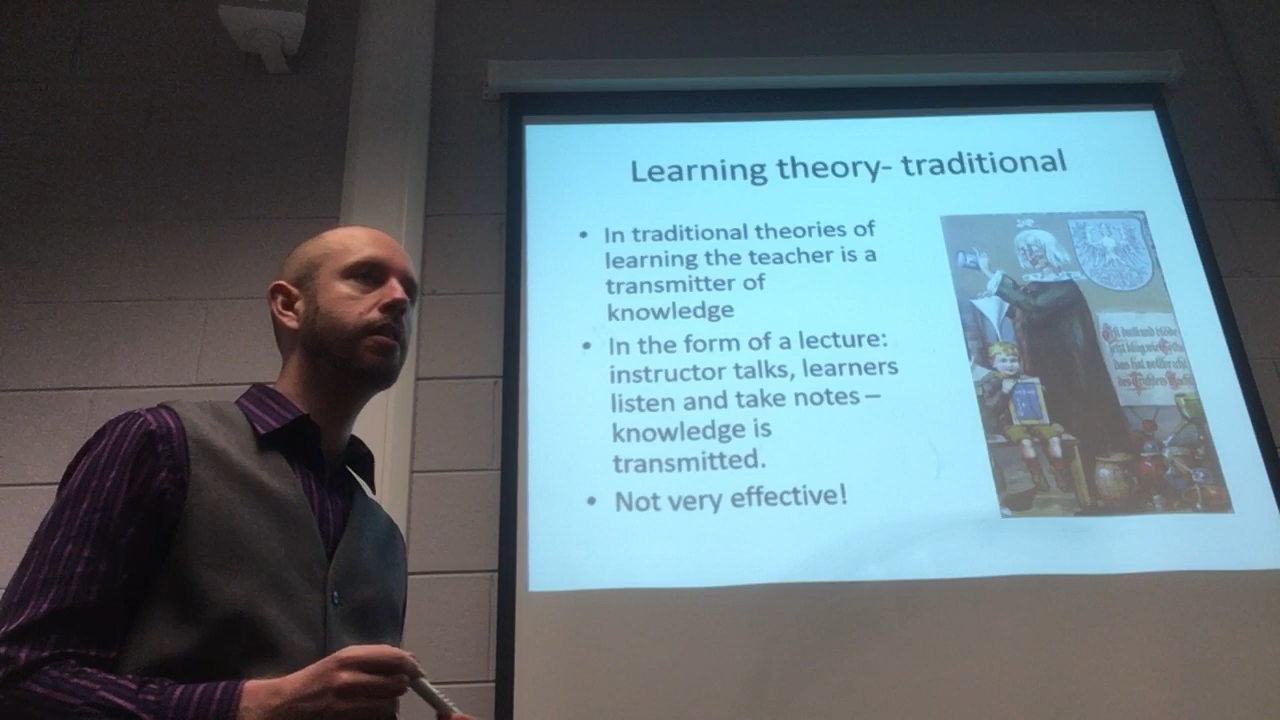 Learning theory- traditional
• In traditional theories of
learning the teacher is a
transmitter of
knowledge
• In the form of a lecture:
instructor talks, learners
listen and take notes –
knowledge is
transmitted.
• Not very effective!